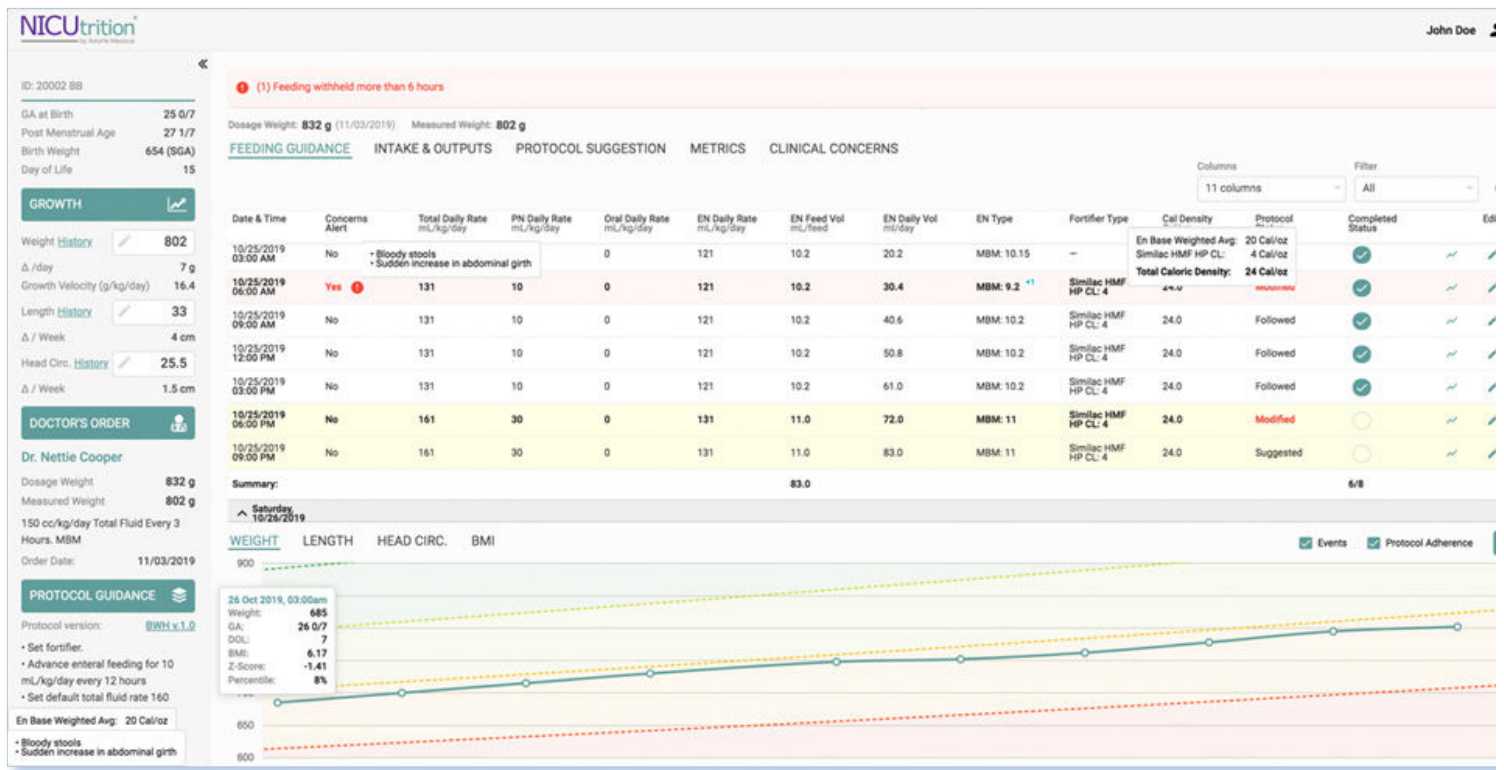 NICUtrition
by Astarte Medical
John Doe
ID: 20002 BB
GA at Birth 25 0/7
Post Menstrual Age 27 1/7
Birth Weight 654 (SGA)
Day of Life 15
GROWTH
Weight History 802
Δ /day 7 g
Growth Velocity (g/kg/day) 16.4
Length History 33
Δ / Week 4 cm
Head Circ. History 25.5
Δ / Week 1.5 cm
DOCTOR'S ORDER
Dr. Nettie Cooper
Dosage Weight 832 g
Measured Weight 802 g
150 cc/kg/day Total Fluid Every 3
Hours. MBM
Order Date: 11/03/2019
PROTOCOL GUIDANCE
Protocol version: BWH v.1.0
• Set fortifier.
• Advance enteral feeding for 10
mL/kg/day every 12 hours
• Set default total fluid rate 160
En Base Weighted Avg: 20 Cal/oz
• Bloody stools
• Sudden increase in abdominal girth
(1) Feeding withheld more than 6 hours
Dosage Weight: 832 g (11/03/2019) Measured Weight: 802 g
FEEDING GUIDANCE INTAKE & OUTPUTS PROTOCOL SUGGESTION METRICS CLINICAL CONCERNS
Columns Filter
11 columns All
Date & Time Concerns Alert Total Daily Rate mL/kg/day PN Daily Rate mL/kg/day Oral Daily Rate mL/kg/day EN Daily Rate mL/kg/day EN Feed Vol mL/feed EN Daily Vol ml/day EN Type Fortifier Type Cal Density Protocol Completed Status Edi
10/25/2019 03:00 AM No 0 121 10.2 20.2 MBM: 10.15 –
• Bloody stools
• Sudden increase in abdominal girth
En Base Weighted Avg: 20 Cal/oz
Similac HMF HP CL: 4 Cal/oz
Total Caloric Density: 24 Cal/oz
10/25/2019 06:00 AM Yes 131 10 0 121 10.2 30.4 MBM: 9.2 +1 Similac HMF HP CL: 4 24.0 Modified
10/25/2019 09:00 AM No 131 10 0 121 10.2 40.6 MBM: 10.2 Similac HMF HP CL: 4 24.0 Followed
10/25/2019 12:00 PM No 131 10 0 121 10.2 50.8 MBM: 10.2 Similac HMF HP CL: 4 24.0 Followed
10/25/2019 03:00 PM No 131 10 0 121 10.2 61.0 MBM: 10.2 Similac HMF HP CL: 4 24.0 Followed
10/25/2019 06:00 PM No 161 30 0 131 11.0 72.0 MBM: 11 Similac HMF HP CL: 4 24.0 Modified
10/25/2019 09:00 PM No 161 30 0 131 11.0 83.0 MBM: 11 Similac HMF HP CL: 4 24.0 Suggested
Summary: 83.0 6/8
Saturday,
10/26/2019
WEIGHT LENGTH HEAD CIRC. BMI
Events Protocol Adherence
900
26 Oct 2019, 03:00am
Weight: 685
GA: 26 0/7
DOL: 7
BMI: 6.17
Z-Score: -1.41
Percentile: 8%
650
600